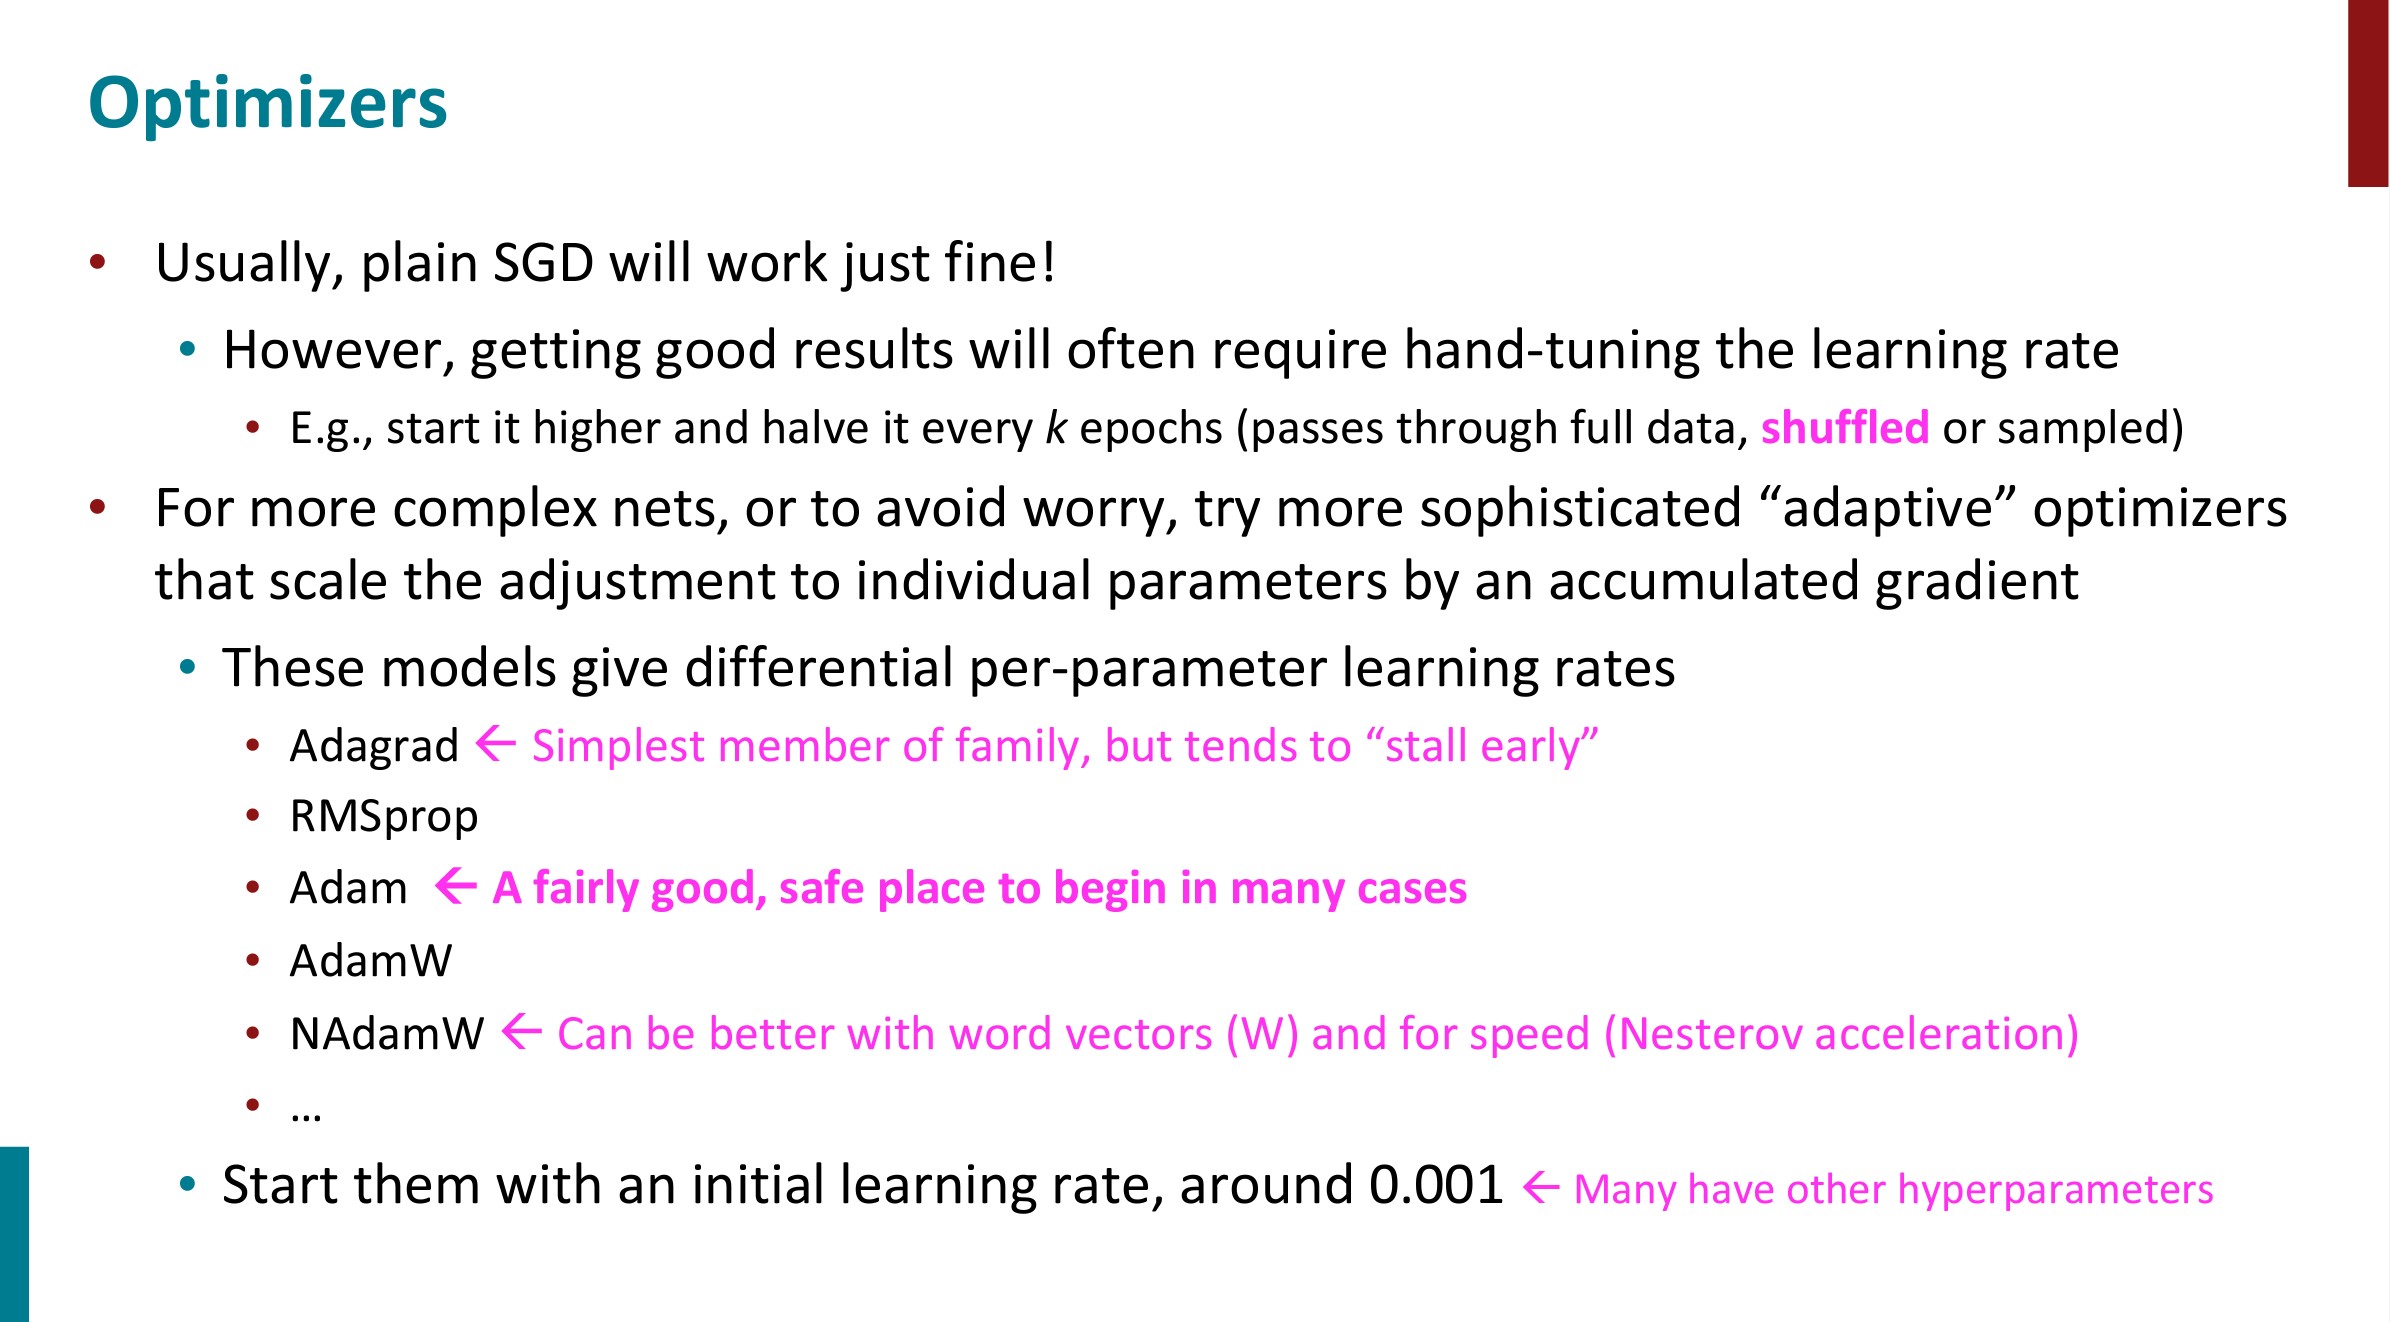 Optimizers
• Usually, plain SGD will work just fine!
• However, getting good results will often require hand-tuning the learning rate
• E.g., start it higher and halve it every k epochs (passes through full data, shuffled or sampled)
• For more complex nets, or to avoid worry, try more sophisticated “adaptive” optimizers
that scale the adjustment to individual parameters by an accumulated gradient
• These models give differential per-parameter learning rates
• Adagrad ← Simplest member of family, but tends to “stall early”
• RMSprop
• Adam ← A fairly good, safe place to begin in many cases
• AdamW
• NAdamW ← Can be better with word vectors (W) and for speed (Nesterov acceleration)
• …
• Start them with an initial learning rate, around 0.001 ← Many have other hyperparameters